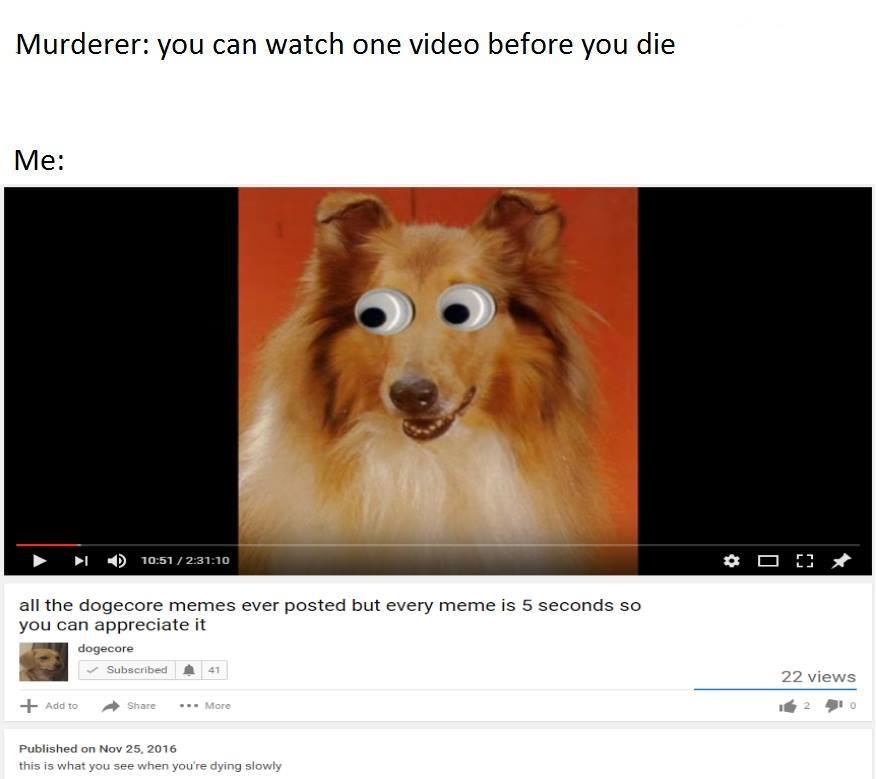 Murderer: you can watch one video before you die
Me:
10:51 / 2:31:10
all the dogecore memes ever posted but every meme is 5 seconds so
you can appreciate it
dogecore
Subscribed 41
22 views
Add to Share More 2 0
Published on Nov 25, 2016
this is what you see when you're dying slowly